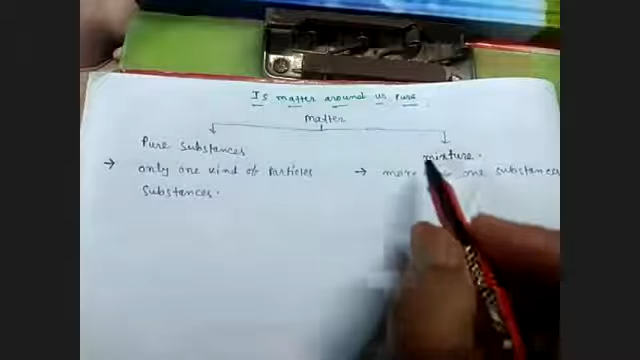 Is matter around us Pure
matter
Pure substances
mixture.
→ only one kind of Particles
substances.
→ more one substances